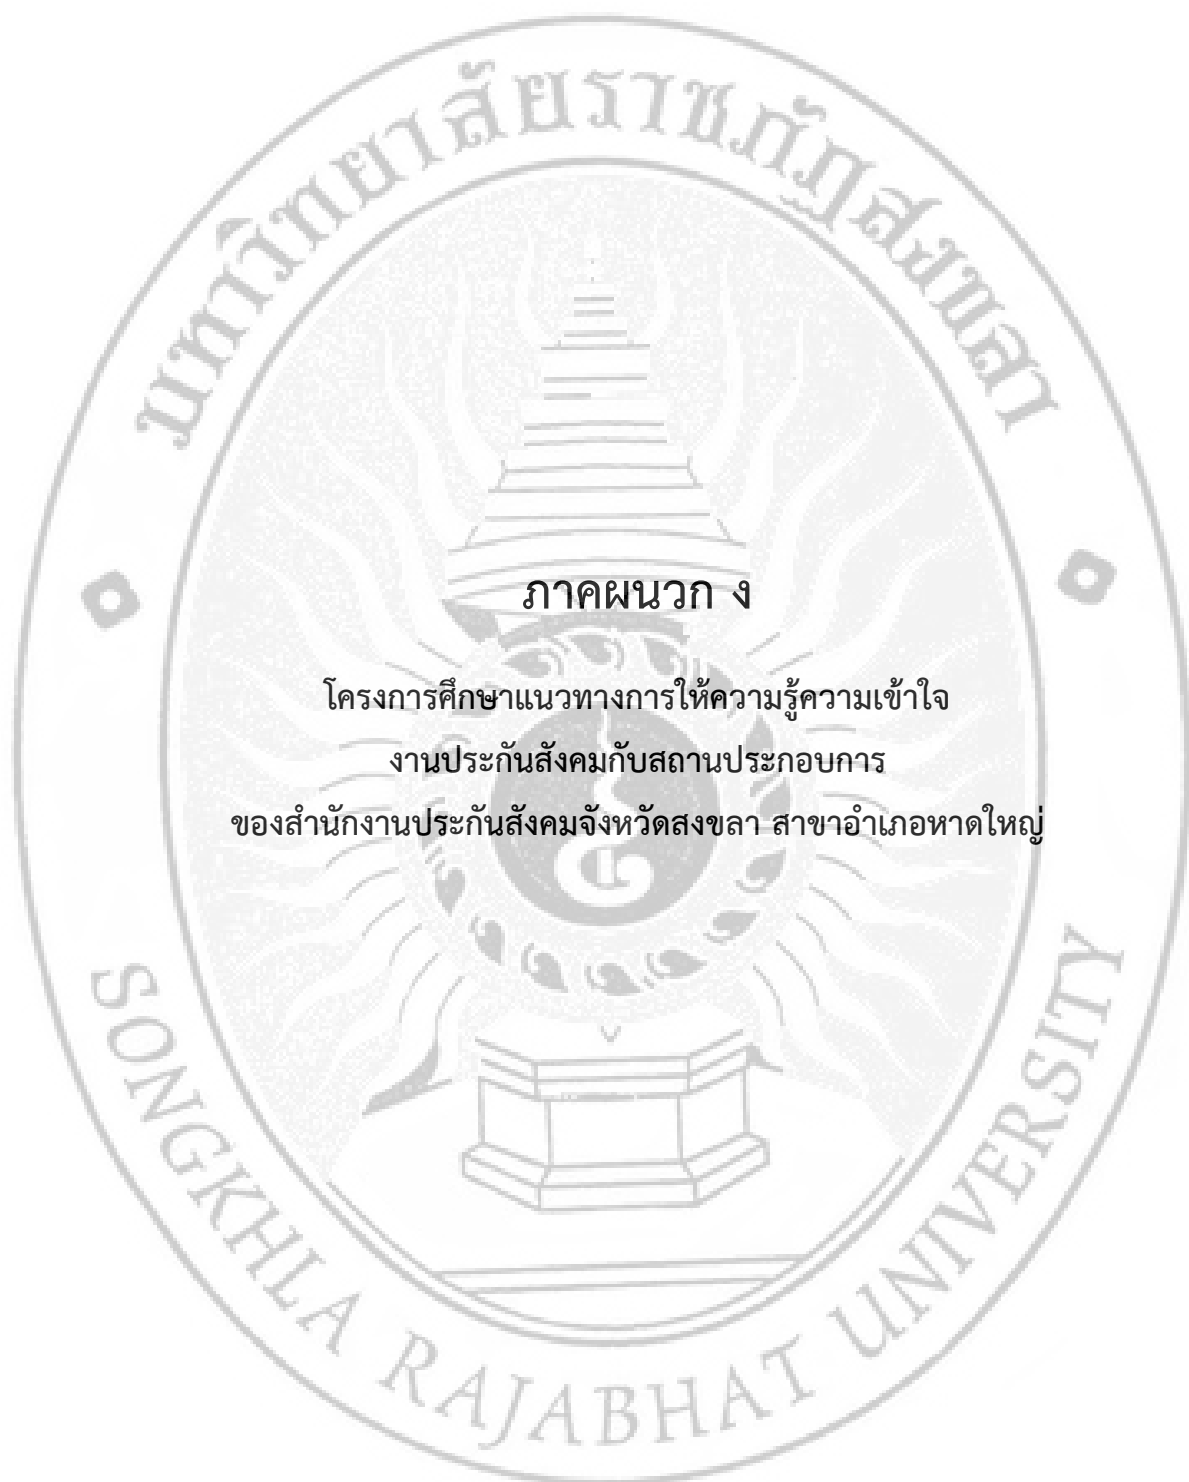 มหาวิทยาลัยราชภัฏสงขลา
ภาคผนวก ง
โครงการศึกษาแนวทางการให้ความรู้ความเข้าใจ
งานประกันสังคมกับสถานประกอบการ
ของสำนักงานประกันสังคมจังหวัดสงขลา สาขาอำเภอหาดใหญ่
SONGKHLA RAJABHAT UNIVERSITY